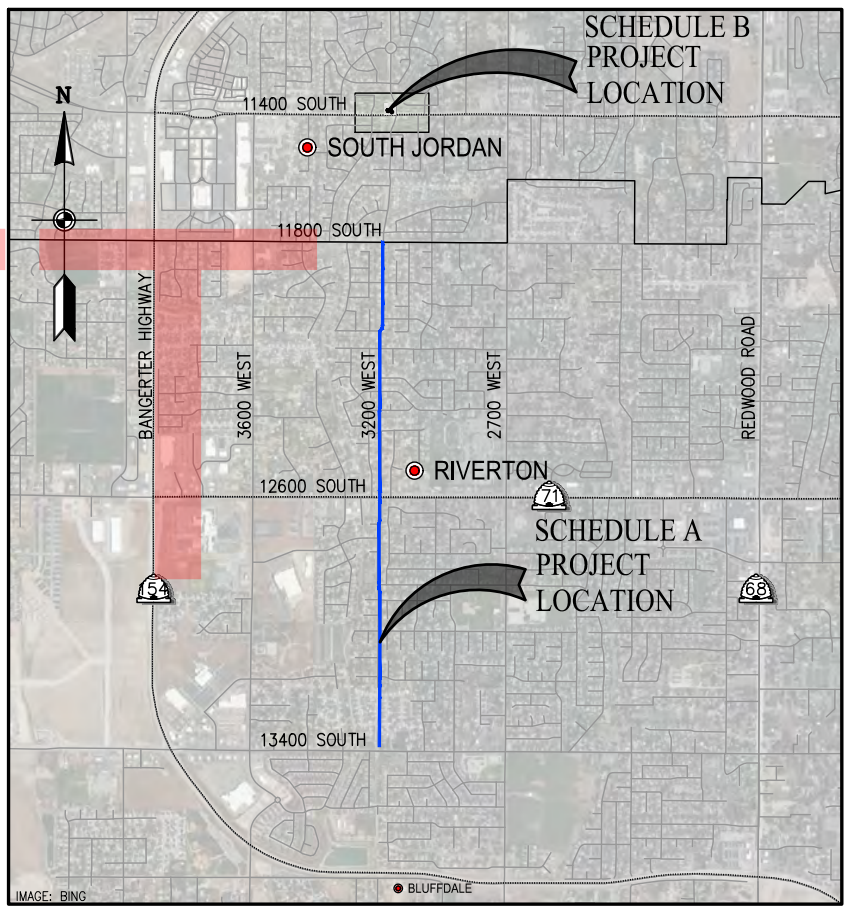 SCHEDULE B
PROJECT
LOCATION
N
11400 SOUTH
SOUTH JORDAN
11800 SOUTH
BANGERTER HIGHWAY
3600 WEST
3200 WEST
2700 WEST
REDWOOD ROAD
RIVERTON
12600 SOUTH
71
SCHEDULE A
PROJECT
LOCATION
154
68
13400 SOUTH
BLUFFDALE
IMAGE: BING